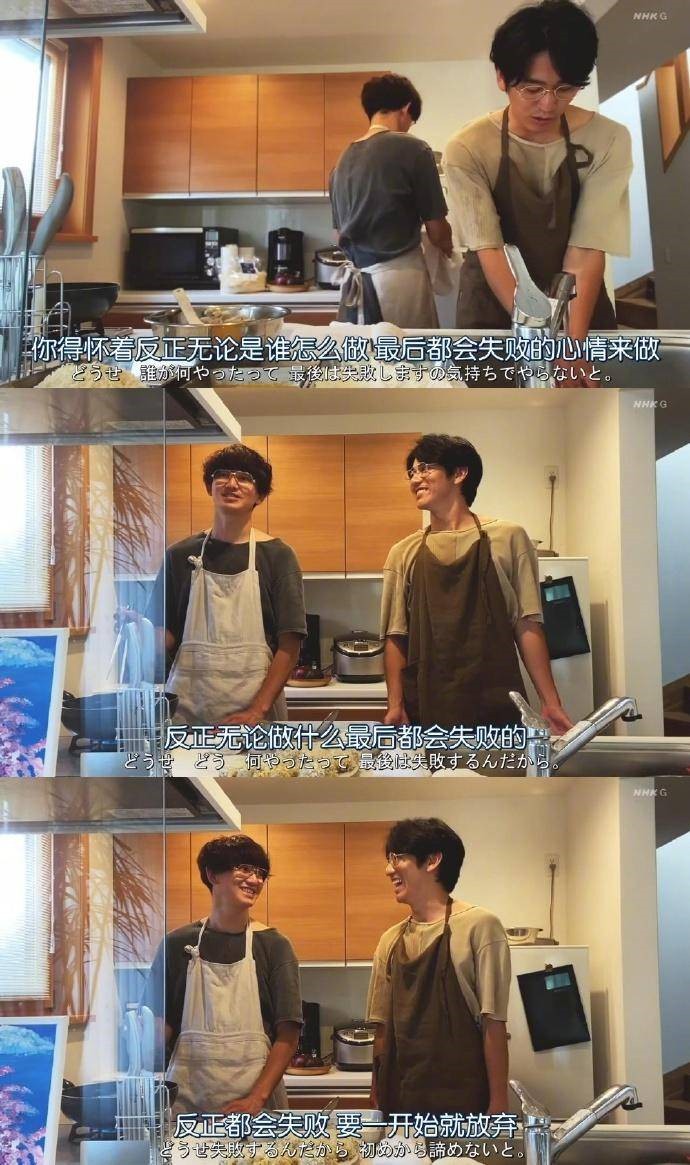 NHK G
你得怀着反正无论是谁怎么做 最后都会失败的心情来做
どうせ 誰が何やったって 最後は失敗しますの気持ちでやらないと。
NHK G
反正无论做什么最后都会失败的
どうせ どう 何やったって 最後は失敗するんだから。
NHK G
反正都会失败 要一开始就放弃
どうせ失敗するんだから 初めから諦めないと。